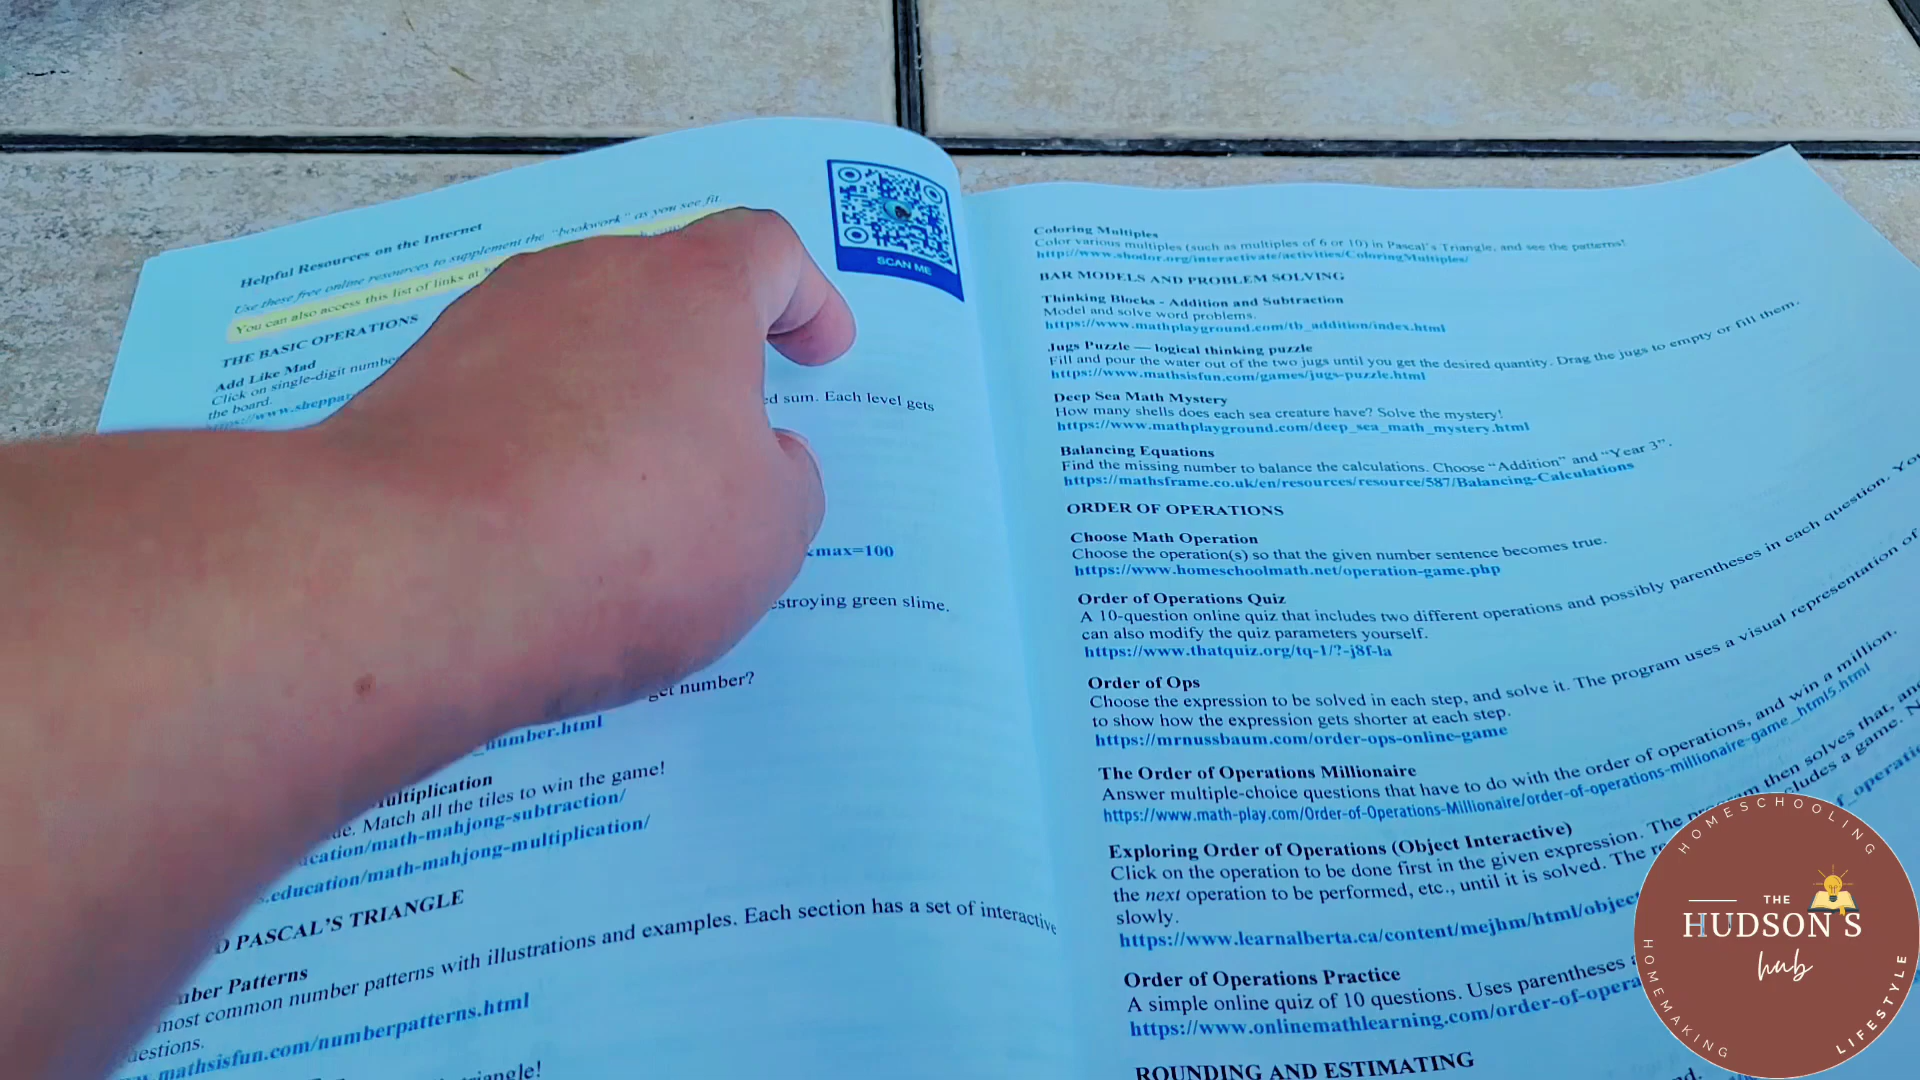 Helpful Resources on the Internet
Use these free online resources to supplement the "bookwork" as you see fit.
You can also access this list of links at
SCAN ME
THE BASIC OPERATIONS
Add Like Mad
Click on single-digit
the board.
ed sum. Each level gets
max=100
estroying green slime.
get number?
number.html
Multiplication
Match all the tiles to win the game!
math-mahjong-subtraction/
.education/math-mahjong-multiplication/
PASCAL'S TRIANGLE
Patterns
most common number patterns with illustrations and examples. Each section has a set of interactive
mathsisfun.com/numberpatterns.html
Coloring Multiples
Color various multiples (such as multiples of 6 or 10) in Pascal's Triangle, and see the patterns!
http://www.shodor.org/interactivate/activities/ColoringMultiples/
BAR MODELS AND PROBLEM SOLVING
Thinking Blocks - Addition and Subtraction
Model and solve word problems.
https://www.mathplayground.com/tb_addition/index.html
Jugs Puzzle — logical thinking puzzle
Fill and pour the water out of the two jugs until you get the desired quantity. Drag the jugs to empty or fill them.
https://www.mathsisfun.com/games/jugs-puzzle.html
Deep Sea Math Mystery
How many shells does each sea creature have? Solve the mystery!
https://www.mathplayground.com/deep_sea_math_mystery.html
Balancing Equations
Find the missing number to balance the calculations. Choose "Addition" and "Year 3".
https://mathsframe.co.uk/en/resources/resource/587/Balancing-Calculations
ORDER OF OPERATIONS
Choose Math Operation
Choose the operation(s) so that the given number sentence becomes true.
https://www.homeschoolmath.net/operation-game.php
Order of Operations Quiz
A 10-question online quiz that includes two different operations and possibly parentheses in each question. You
can also modify the quiz parameters yourself.
https://www.thatquiz.org/tq-1/?-j8f-la
Order of Ops
Choose the expression to be solved in each step, and solve it. The program uses a visual representation of
to show how the expression gets shorter at each step.
https://mrnussbaum.com/order-ops-online-game
The Order of Operations Millionaire
Answer multiple-choice questions that have to do with the order of operations, and win a million.
https://www.math-play.com/Order-of-Operations-Millionaire/order-of-operations-millionaire-game_html5.html
Exploring Order of Operations (Object Interactive)
Click on the operation to be done first in the given expression. The program then solves that, and
the next operation to be performed, etc., until it is solved. The includes a game.
slowly.
https://www.learnalberta.ca/content/mejhm/html/object
Order of Operations Practice
A simple online quiz of 10 questions. Uses parentheses
https://www.onlinemathlearning.com/order-of-opera
ROUNDING AND ESTIMATING
HOMESCHOOLING
THE
HUDSON'S
hub
HOMEMAKING
LIFESTYLE